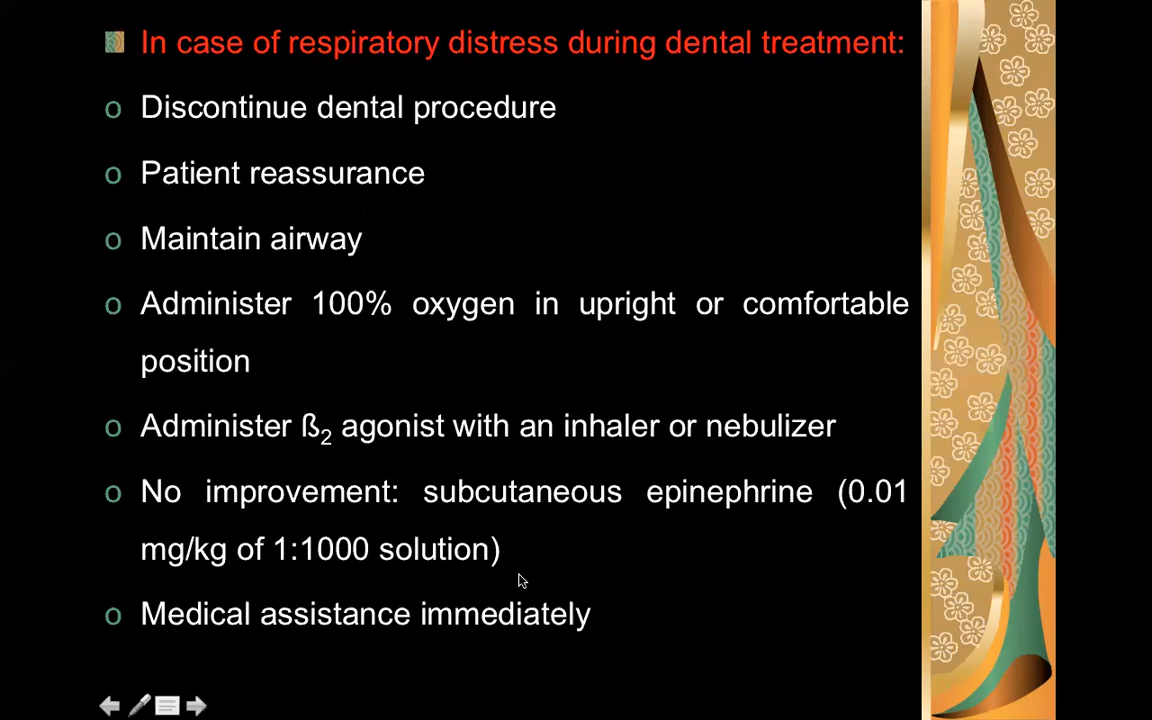 In case of respiratory distress during dental treatment:
o Discontinue dental procedure
o Patient reassurance
o Maintain airway
o Administer 100% oxygen in upright or comfortable
position
o Administer ß₂ agonist with an inhaler or nebulizer
o No improvement: subcutaneous epinephrine (0.01
mg/kg of 1:1000 solution)
o Medical assistance immediately